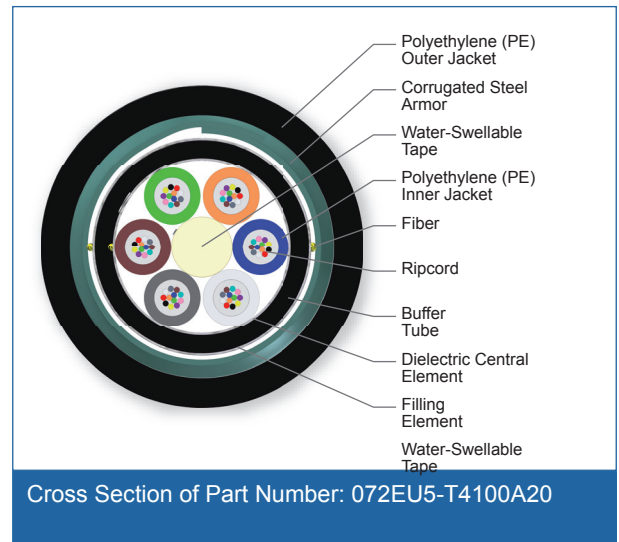 Polyethylene (PE)
Outer Jacket
Corrugated Steel
Armor
Water-Swellable
Tape
Polyethylene (PE)
Inner Jacket
Fiber
Ripcord
Buffer
Tube
Dielectric Central
Element
Filling
Element
Water-Swellable
Tape
Cross Section of Part Number: 072EU5-T4100A20